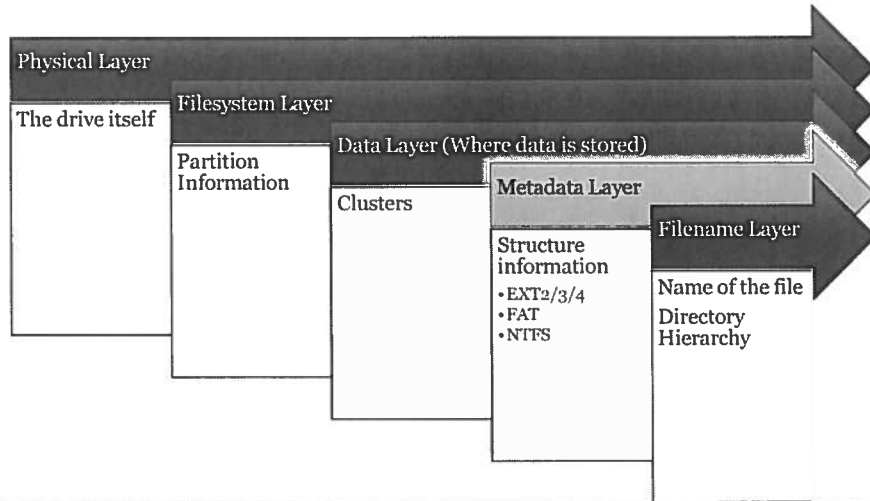 Physical Layer
The drive itself
Filesystem Layer
Partition
Information
Data Layer (Where data is stored)
Clusters
Metadata Layer
Structure
information
•EXT2/3/4
•FAT
•NTFS
Filename Layer
Name of the file
Directory
Hierarchy